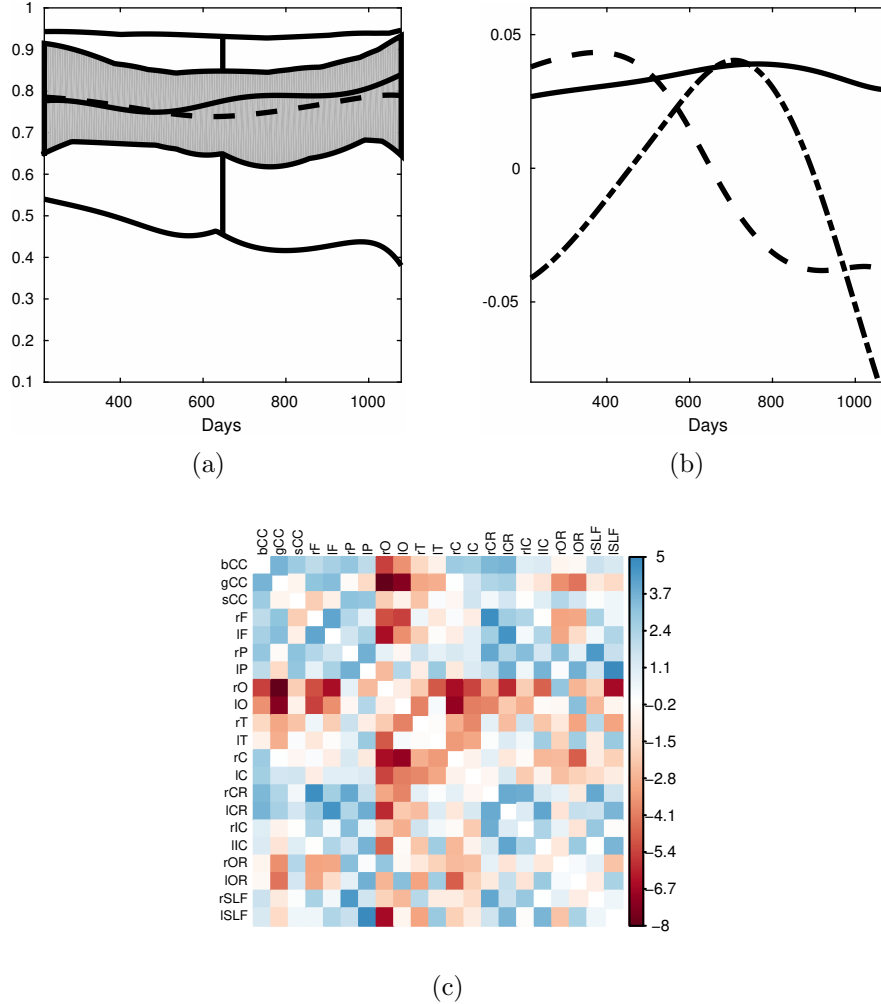 1
0.9
0.8
0.7
0.6
0.5
0.4
0.3
0.2
0.1
400 600 800 1000
Days
(a)
0.05
0
-0.05
400 600 800 1000
Days
(b)
bCC gCC sCC rF lF rP lP rO lO rT lT rC lC rCR lCR rIC lIC rOR lOR rSLF lSLF
bCC
gCC
sCC
rF
lF
rP
lP
rO
lO
rT
lT
rC
lC
rCR
lCR
rIC
lIC
rOR
lOR
rSLF
lSLF
5
3.7
2.4
1.1
−0.2
−1.5
−2.8
−4.1
−5.4
−6.7
−8
(c)